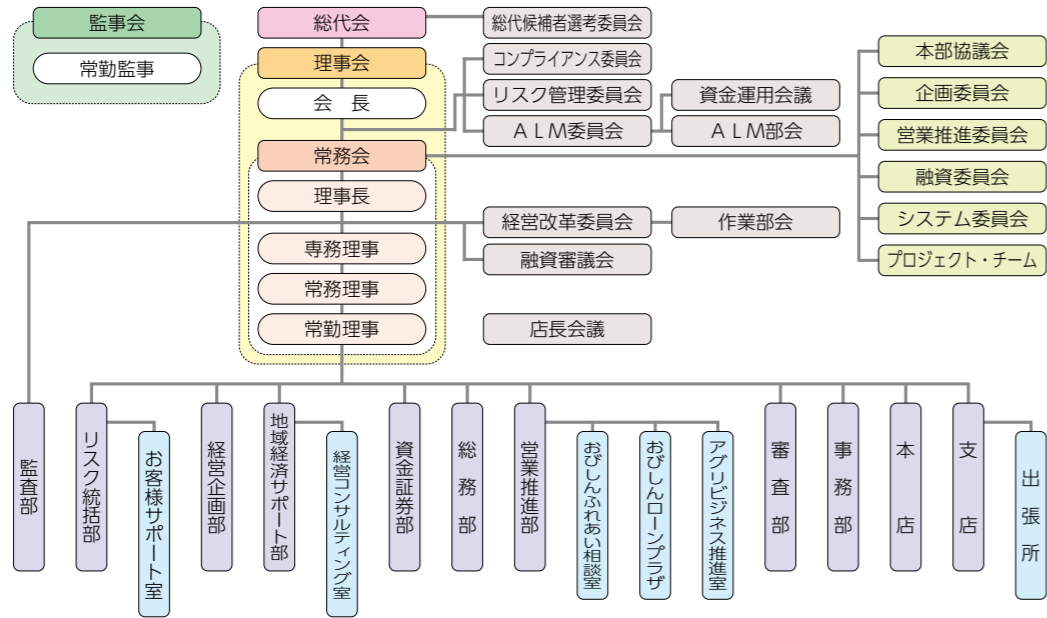 監事会
常勤監事
総代会
理事会
会　長
常務会
理事長
専務理事
常務理事
常勤理事
総代候補者選考委員会
コンプライアンス委員会
リスク管理委員会
ＡＬＭ委員会
資金運用会議
ＡＬＭ部会
経営改革委員会
作業部会
融資審議会
店長会議
本部協議会
企画委員会
営業推進委員会
融資委員会
システム委員会
プロジェクト・チーム
監査部
リスク統括部
お客様サポート室
経営企画部
地域経済サポート部
経営コンサルティング室
資金証券部
総務部
営業推進部
おびしんふれあい相談室
おびしんローンプラザ
アグリビジネス推進室
審査部
事務部
本店
支店
出張所